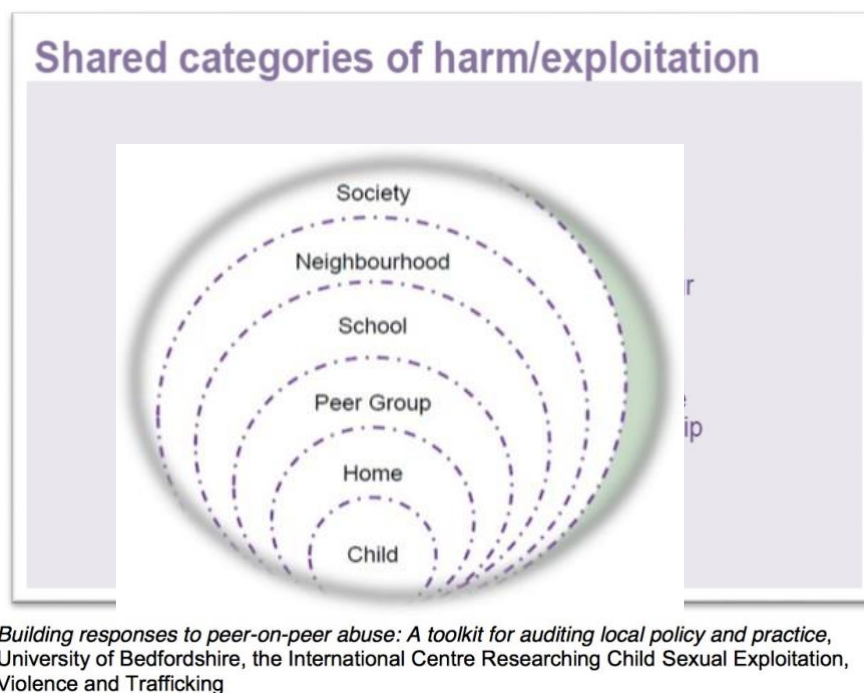 Shared categories of harm/exploitation
Society
Neighbourhood
School
Peer Group
Home
Child
Building responses to peer-on-peer abuse: A toolkit for auditing local policy and practice,
University of Bedfordshire, the International Centre Researching Child Sexual Exploitation,
Violence and Trafficking